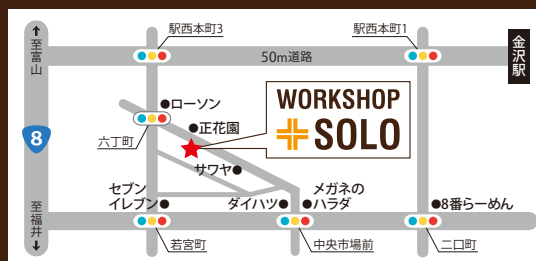 駅西本町3
駅西本町1
至富山
50m道路
金沢駅
ローソン
WORKSHOP
SOLO
正花園
六丁町
8
サワヤ
セブン
イレブン
ダイハツ
メガネの
ハラダ
8番らーめん
至福井
若宮町
中央市場前
二口町